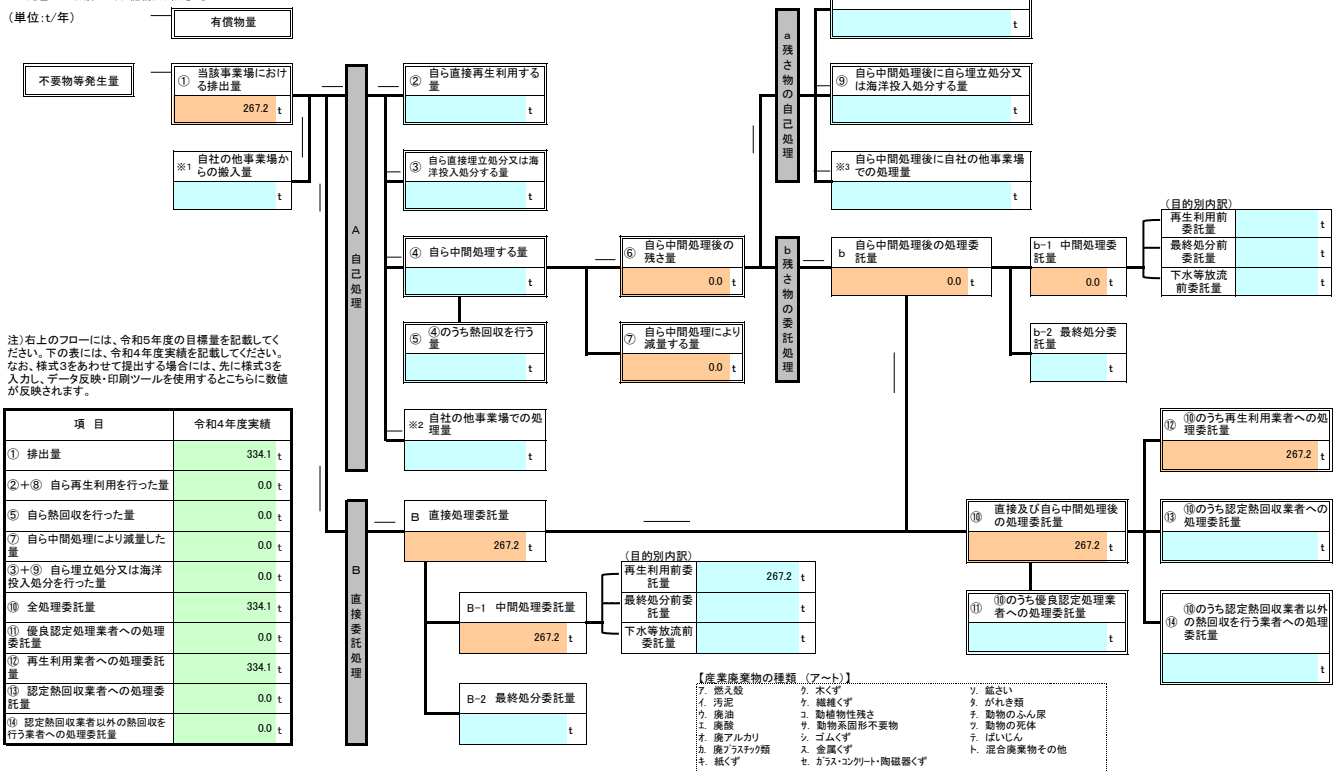 (単位:t/年)
有償物量
t
不要物等発生量
① 当該事業場におけ
る排出量
267.2 t
※1 自社の他事業場か
らの搬入量
t
A 自己処理
② 自ら直接再生利用する
量
t
③ 自ら直接埋立処分又は海
洋投入処分する量
t
④ 自ら中間処理する量
t
⑤ ④のうち熱回収を行う
量
t
※2 自社の他事業場での処
理量
t
⑥ 自ら中間処理後の
残さ量
0.0 t
⑦ 自ら中間処理により
減量する量
0.0 t
a 残さ物の自己処理
⑨ 自ら中間処理後に自ら埋立処分又
は海洋投入処分する量
t
※3 自ら中間処理後に自社の他事業場
での処理量
t
b 残さ物の委託処理
b 自ら中間処理後の処理委
託量
0.0 t
b-1 中間処理委
託量
0.0 t
(目的別内訳)
再生利用前
委託量 t
最終処分前
委託量 t
下水等放流
前委託量 t
b-2 最終処分委
託量
t
注)右上のフローには、令和5年度の目標量を記載してく
ださい。下の表には、令和4年度実績を記載してください。
なお、様式3をあわせて提出する場合には、先に様式3を
入力し、データ反映・印刷ツールを使用するとこちらに数値
が反映されます。
項 目 令和4年度実績
① 排出量 334.1 t
②+⑧ 自ら再生利用を行った量 0.0 t
⑤ 自ら熱回収を行った量 0.0 t
⑦ 自ら中間処理により減量した
量 0.0 t
③+⑨ 自ら埋立処分又は海洋
投入処分を行った量 0.0 t
⑩ 全処理委託量 334.1 t
⑪ 優良認定処理業者への処理
委託量 0.0 t
⑫ 再生利用業者への処理委託
量 334.1 t
⑬ 認定熱回収業者への処理委
託量 0.0 t
⑭ 認定熱回収業者以外の熱回収を
行う業者への処理委託量 0.0 t
B 直接委託処理
B 直接処理委託量
267.2 t
B-1 中間処理委託量
267.2 t
(目的別内訳)
再生利用前委
託量 267.2 t
最終処分前委
託量 t
下水等放流前
委託量 t
B-2 最終処分委託量
t
⑩ 直接及び自ら中間処理後
の処理委託量
267.2 t
⑪ ⑩のうち優良認定処理業
者への処理委託量
t
⑫ ⑩のうち再生利用業者への処
理委託量
267.2 t
⑬ ⑩のうち認定熱回収業者への
処理委託量
t
⑭ ⑩のうち認定熱回収業者以外
の熱回収を行う業者への処理
委託量
t
【産業廃棄物の種類 (ア~ト)】
ア. 燃え殻 ク. 木くず ソ. 鉱さい
イ. 汚泥 ケ. 繊維くず タ. がれき類
ウ. 廃油 コ. 動植物性残さ チ. 動物のふん尿
エ. 廃酸 サ. 動物系固形不要物 ツ. 動物の死体
オ. 廃アルカリ シ. ゴムくず テ. ばいじん
カ. 廃プラスチック類 ス. 金属くず ト. 混合廃棄物その他
キ. 紙くず セ. ガラス・コンクリート・陶磁器くず